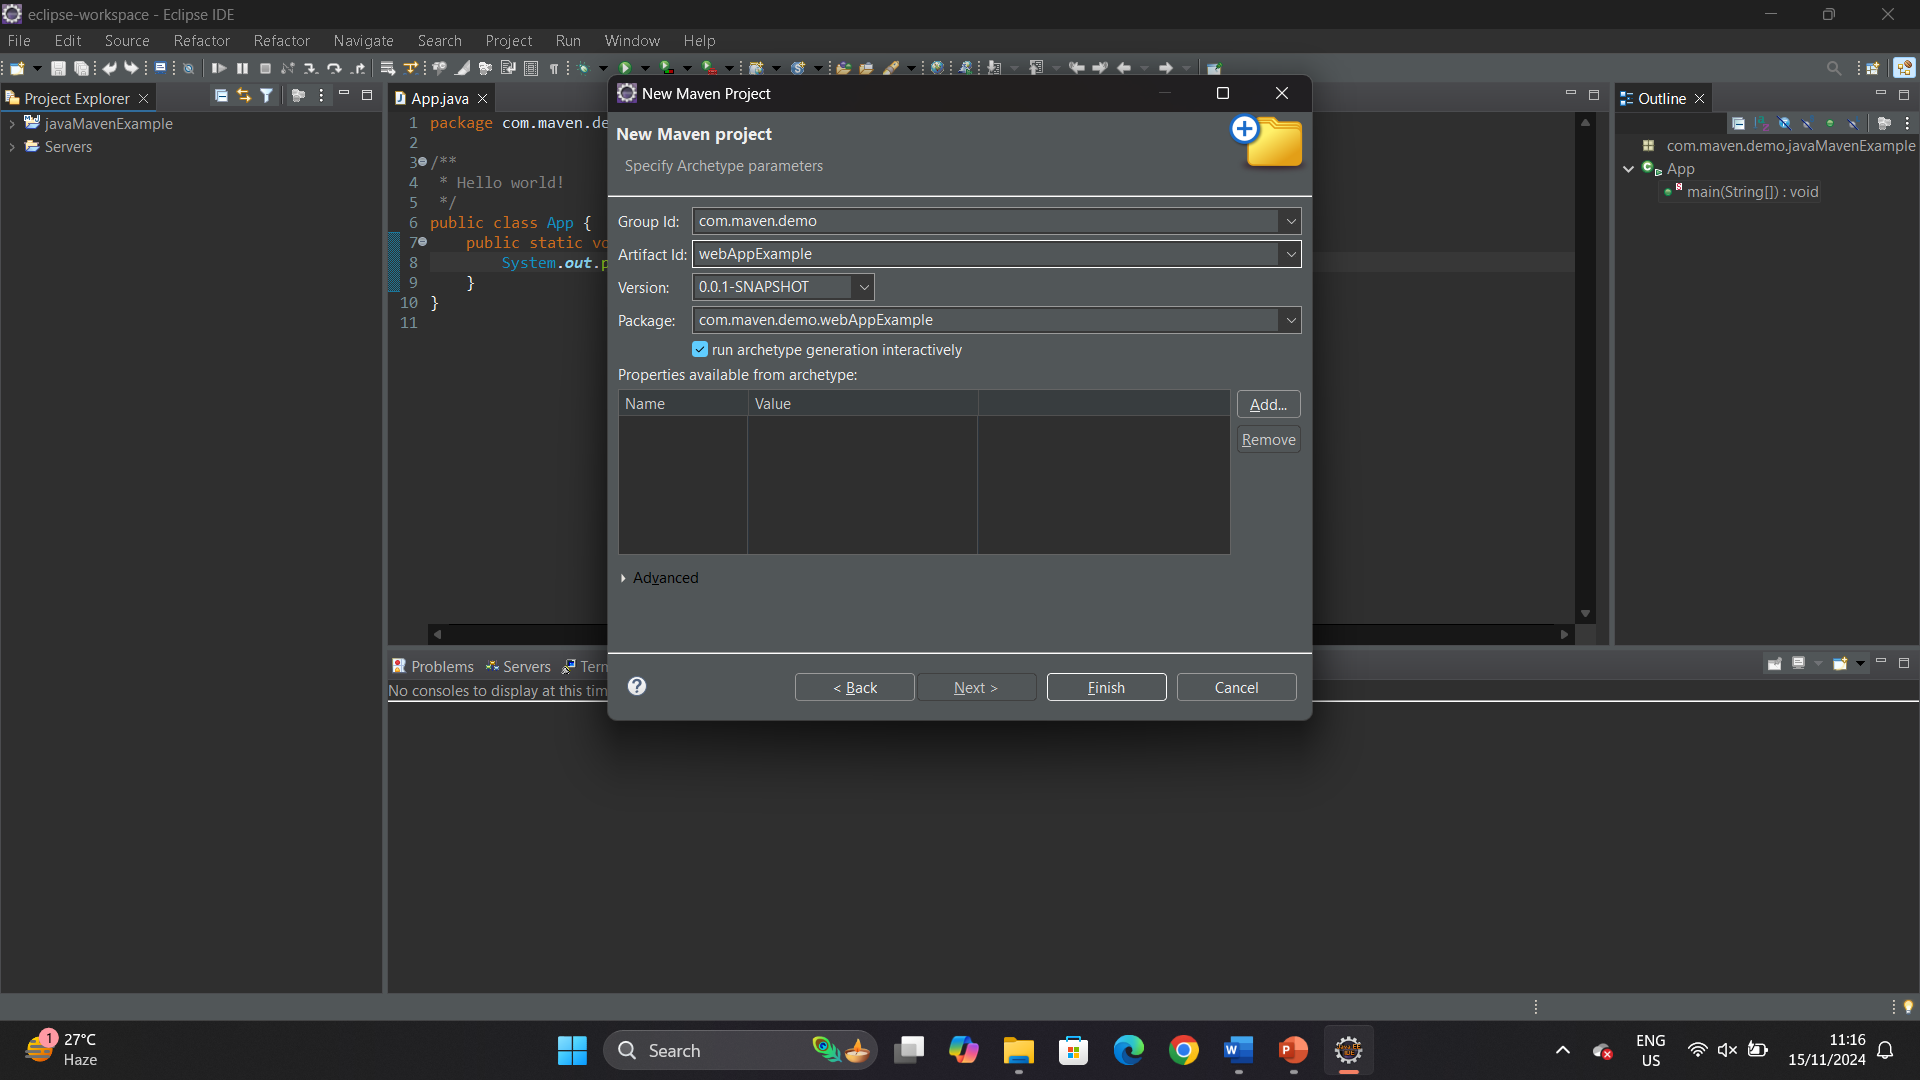 eclipse-workspace - Eclipse IDE
File Edit Source Refactor Refactor Navigate Search Project Run Window Help
Project Explorer
javaMavenExample
Servers
App.java
1 package com.maven.de
2
3 /**
4 * Hello world!
5 */
6 public class App {
7 public static vo
8 System.out.p
9 }
10 }
11
New Maven Project
New Maven project
Specify Archetype parameters
Group Id: com.maven.demo
Artifact Id: webAppExample
Version: 0.0.1-SNAPSHOT
Package: com.maven.demo.webAppExample
run archetype generation interactively
Properties available from archetype:
Name Value
Add...
Remove
Advanced
< Back Next > Finish Cancel
Outline
com.maven.demo.javaMavenExample
App
main(String[]) : void
Problems Servers Tern
No consoles to display at this tim
1 27°C
Haze
Search
ENG
US
11:16
15/11/2024